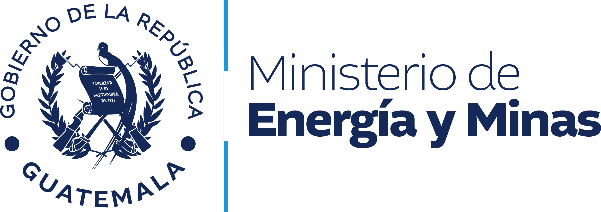 GOBIERNO DE LA REPÚBLICA
GUATEMALA
Ministerio de
Energía y Minas